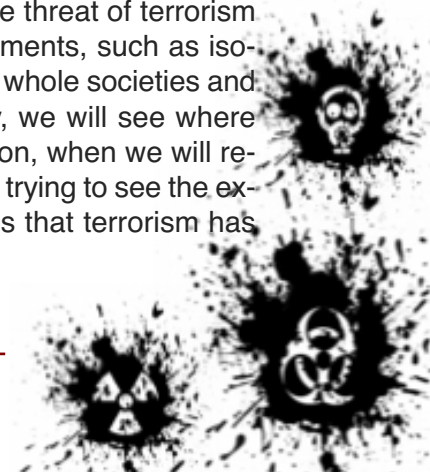 e threat of terrorism
ments, such as iso-
whole societies and
, we will see where
on, when we will re-
trying to see the ex-
s that terrorism has